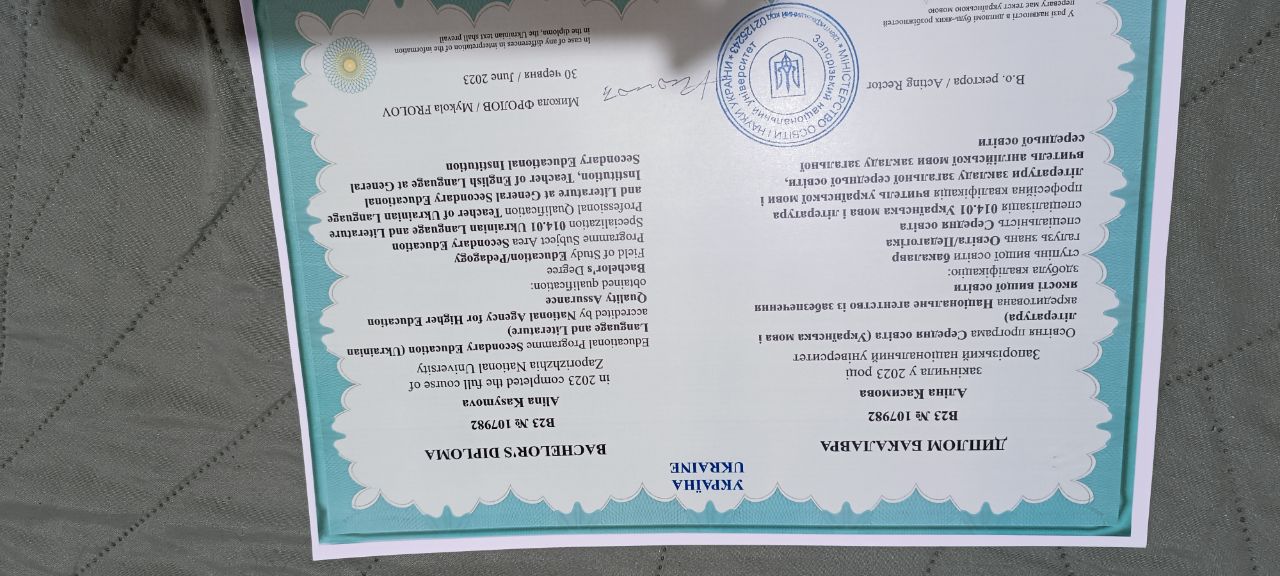 УКРАЇНА
UKRAINE
ДИПЛОМ БАКАЛАВРА
В23 № 107982
Аліна Касимова
закінчила у 2023 році
Запорізький національний університет
Освітня програма Середня освіта (Українська мова і
література)
акредитована Національне агентство із забезпечення
якості вищої освіти
здобула кваліфікацію:
ступінь вищої освіти бакалавр
галузь знань Освіта/Педагогіка
спеціальність Середня освіта
спеціалізація 014.01 Українська мова і література
професійна кваліфікація вчитель української мови і
літератури закладу загальної середньої освіти,
вчитель англійської мови закладу загальної
середньої освіти
В.о. ректора / Acting / Rector
У разі наявності в дипломі будь-яких розбіжностей
перевагу має текст українською мовою
BACHELOR'S DIPLOMA
B23 № 107982
Alina Kasymova
in 2023 completed the full course of
Zaporizhzhia National University
Educational Programme Secondary Education (Ukrainian
Language and Literature)
accredited by National Agency for Higher Education
Quality Assurance
obtained qualification:
Bachelor's Degree
Field of Study Education/Pedagogy
Programme Subject Area Secondary Education
Specialization 014.01 Ukrainian Language and Literature
Professional Qualification Teacher of Ukrainian Language
and Literature at General Secondary Educational
Institution, Teacher of English Language at General
Secondary Educational Institution
Микола ФРОЛОВ / Mykola FROLOV
30 червня / June 2023
In case of any differences in interpretation of the information
in the diploma, the Ukrainian text shall prevail
МІНІСТЕРСТВО ОСВІТИ І НАУКИ УКРАЇНИ
Ідентифікаційний код 02125243
Запорізький національний університет